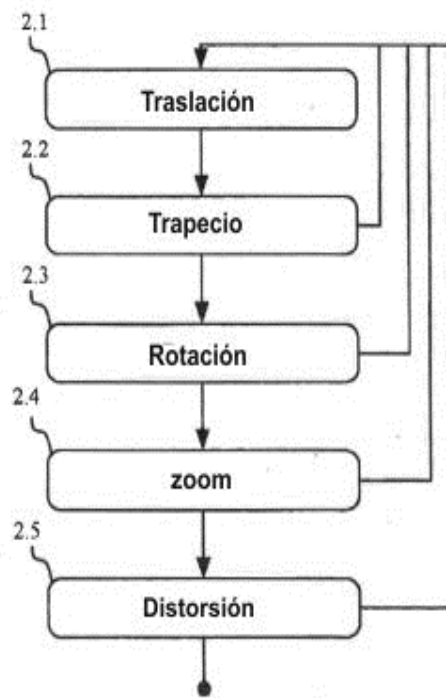 2.1
Traslación
2.2
Trapecio
2.3
Rotación
2.4
zoom
2.5
Distorsión